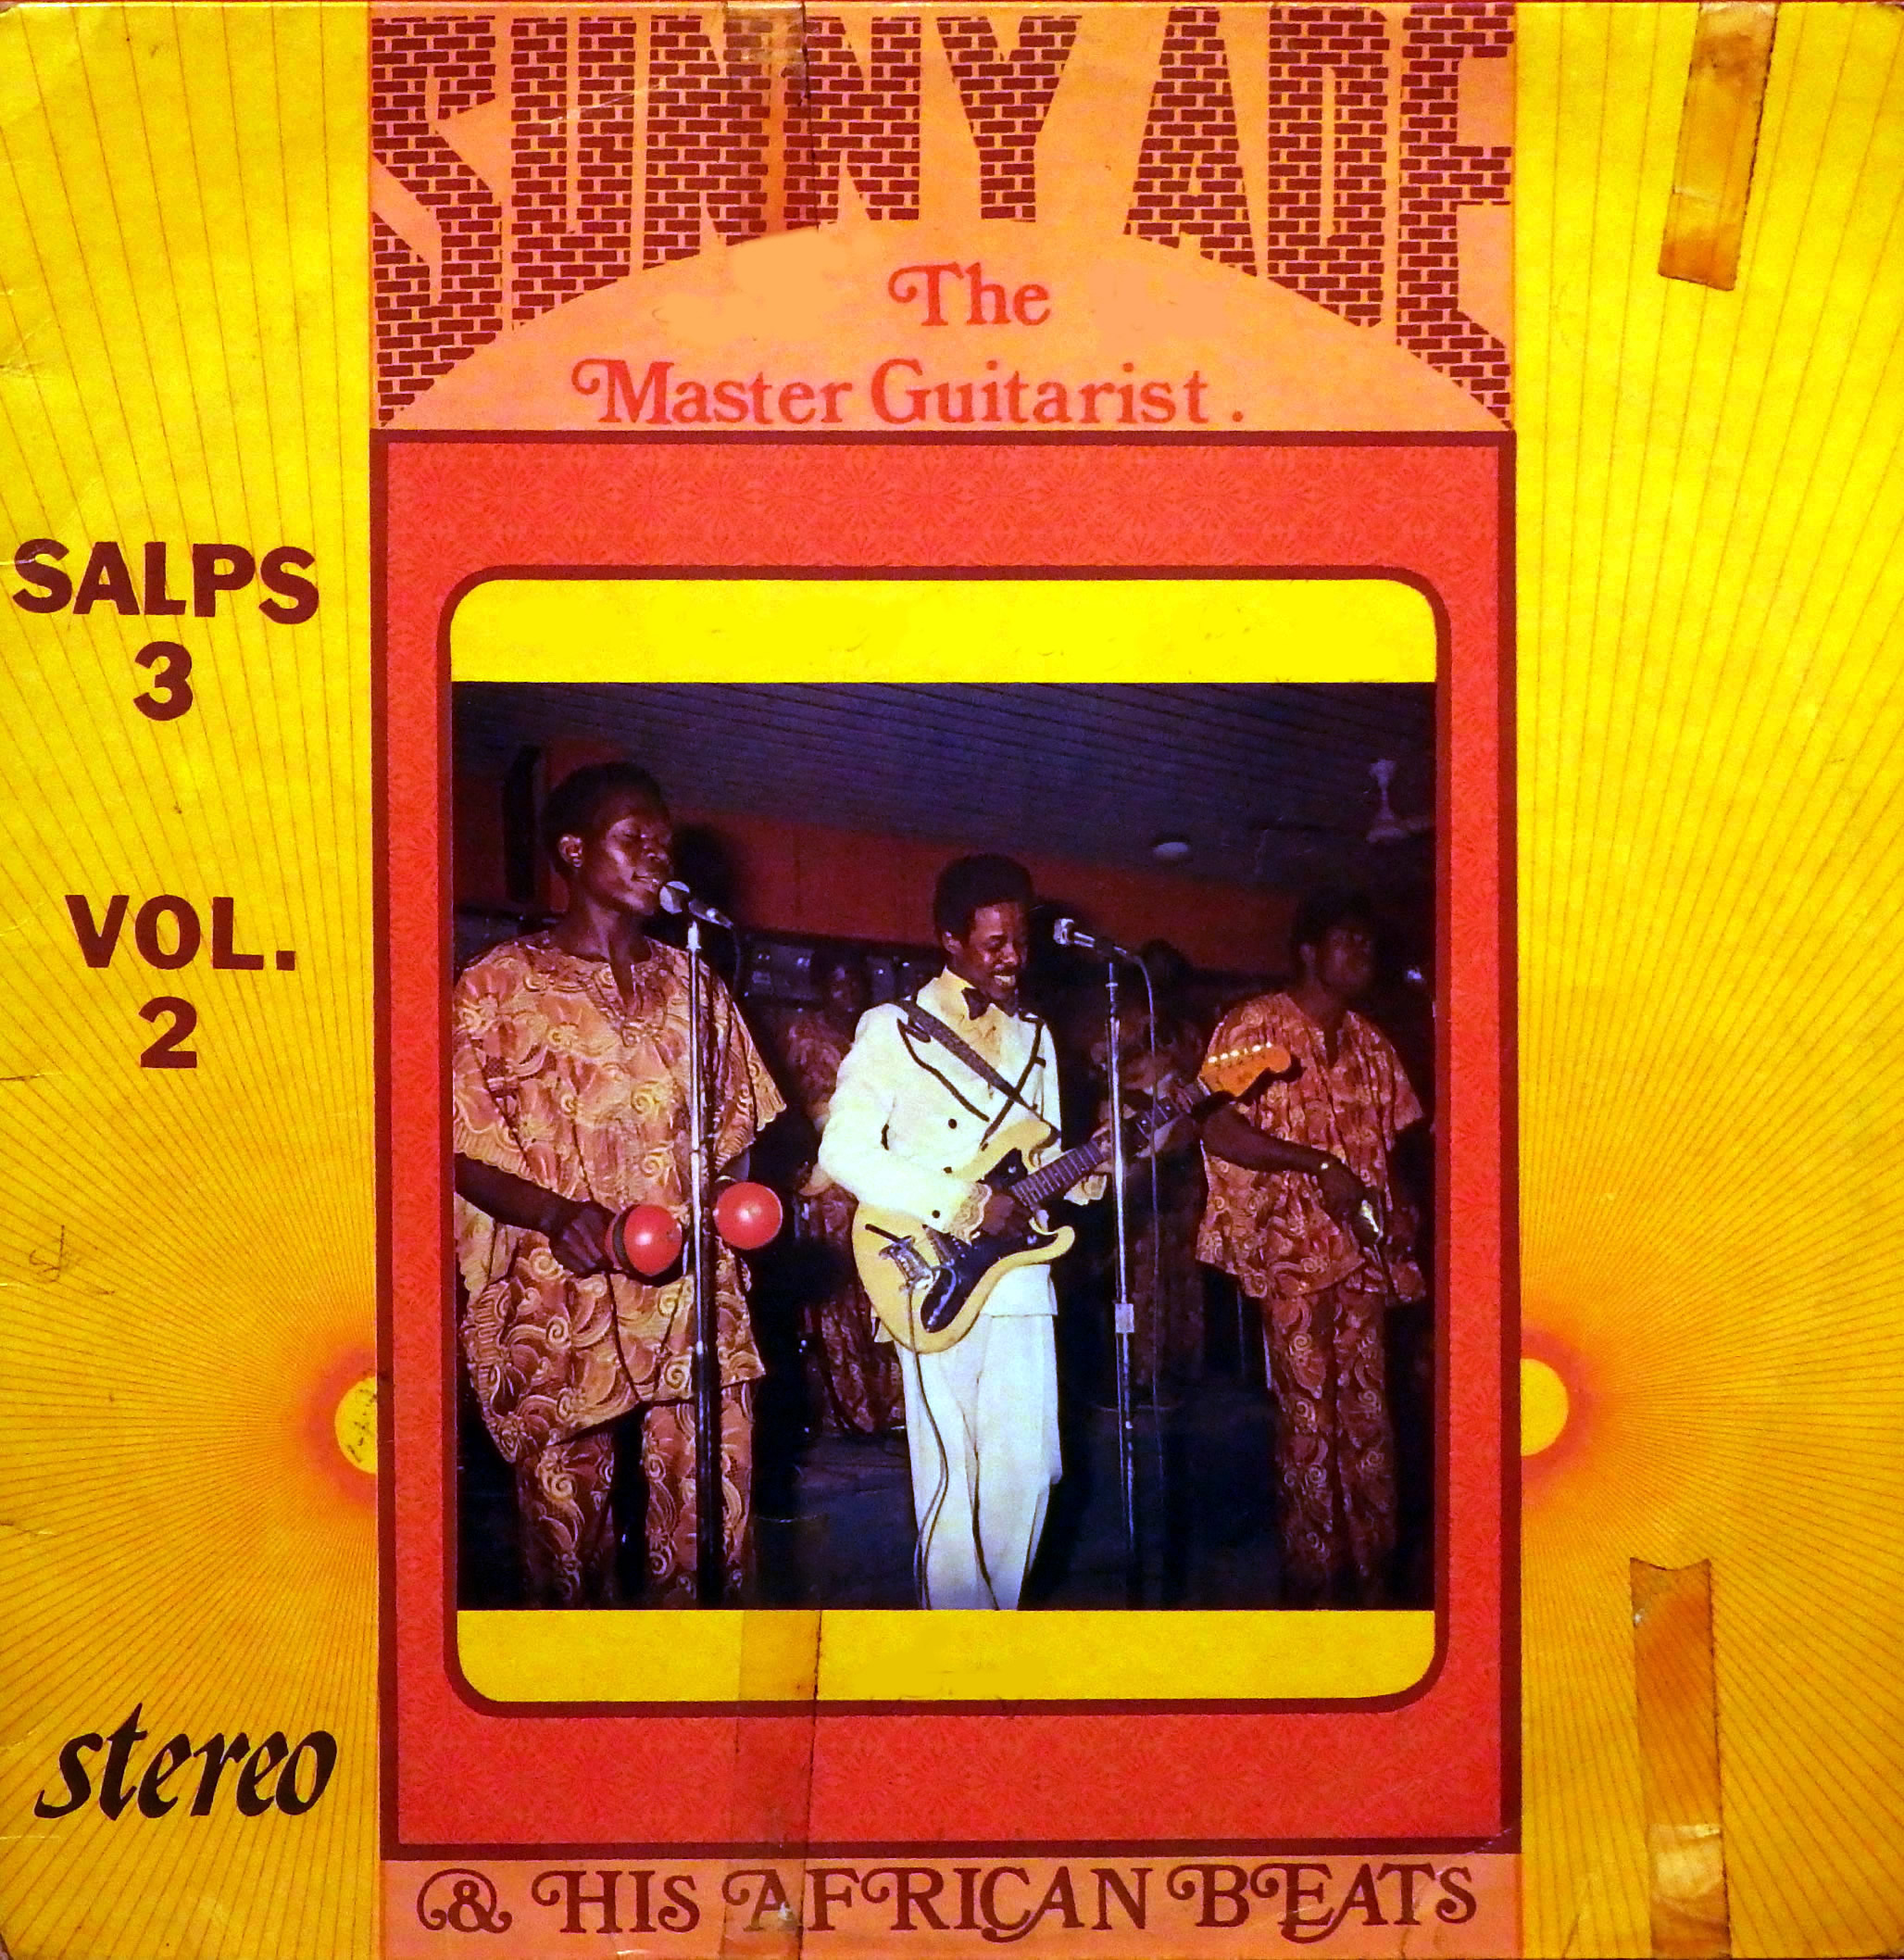 SUNNY ADE
The
Master Guitarist.
SALPS
3
VOL.
2
stereo
& HIS AFRICAN BEATS